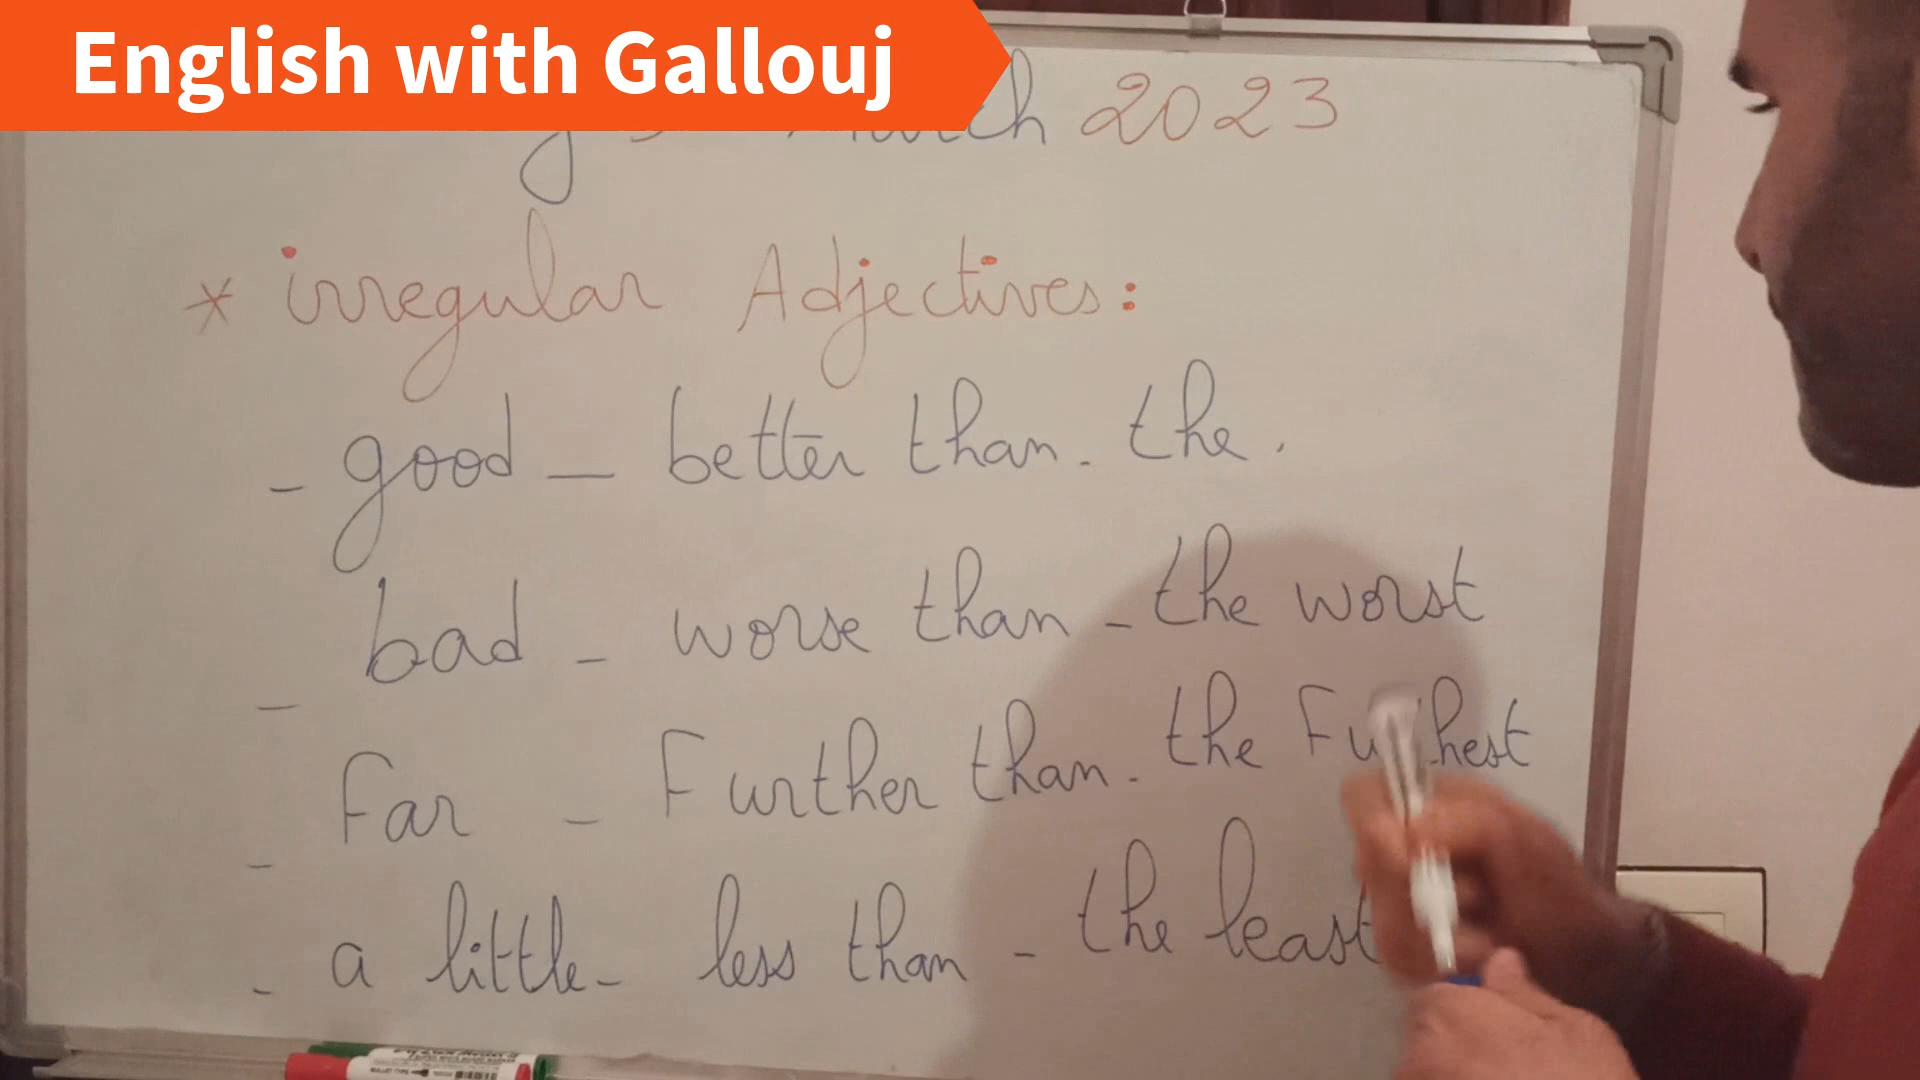 English with Gallouj
March 2023
* irregular Adjectives:
- good - better than - the .
- bad - worse than - the worst
- Far - Further than - the
- a little - less than - the least